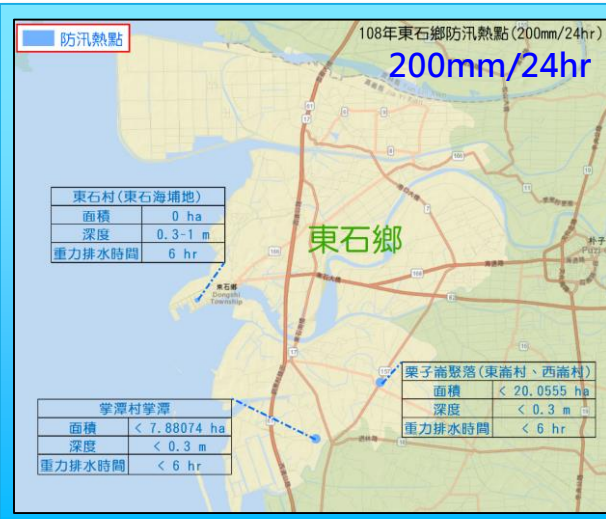 防汛熱點
108年東石鄉防汛熱點(200mm/24hr)
200mm/24hr
東石村(東石海埔地)
面積 0 ha
深度 0.3-1 m
重力排水時間 6 hr
東石鄉
東石鄉
Dongshi
Township
朴子
栗子崙聚落(東崙村、西崙村)
面積 < 20.0555 ha
深度 < 0.3 m
重力排水時間 < 6 hr
掌潭村掌潭
面積 < 7.88074 ha
深度 < 0.3 m
重力排水時間 < 6 hr